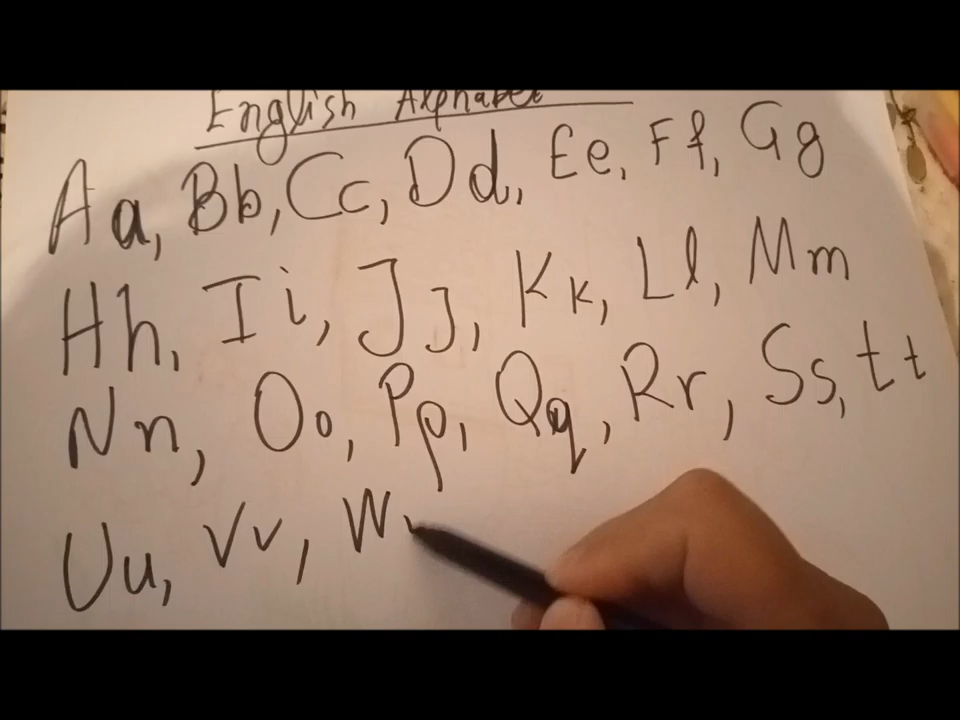 English Alphabet
Aa, Bb, Cc, Dd, Ee, Ff, Gg
Hh, Ii, Jj, Kk, Ll, Mm
Nn, Oo, Pp, Qq, Rr, Ss, tt
Uu, Vv, W